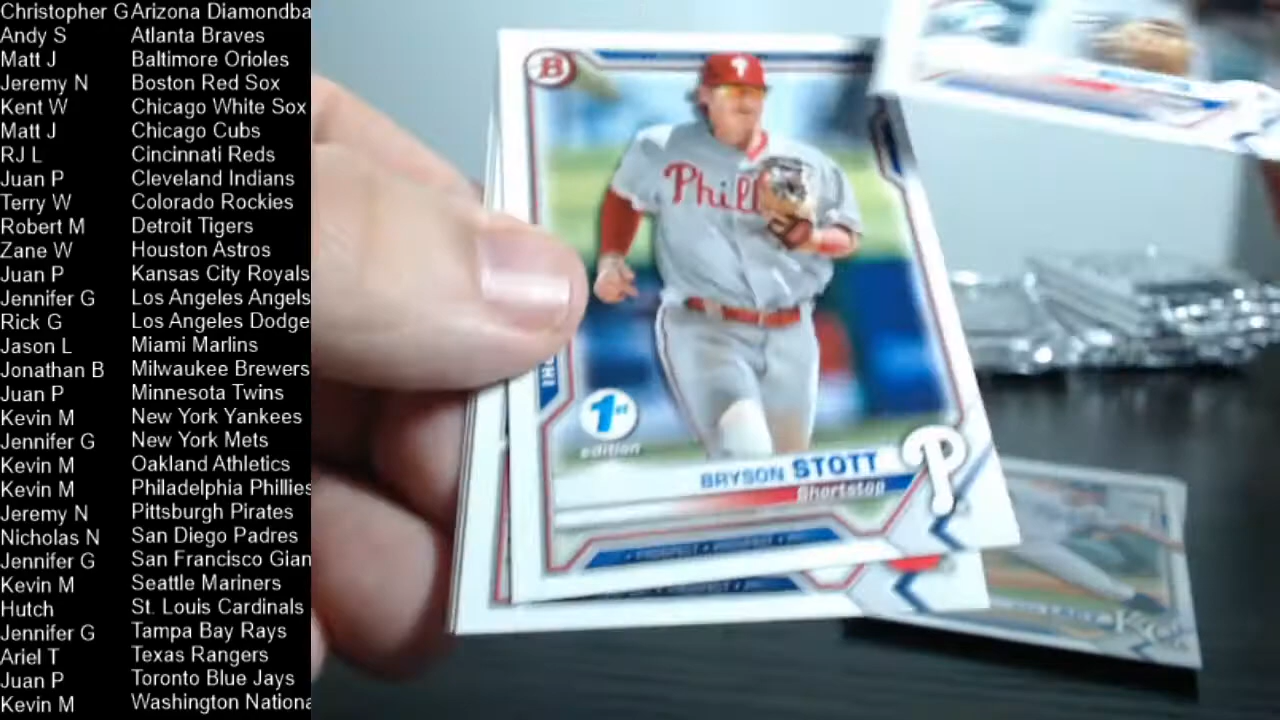 Christopher G Arizona Diamondba
Andy S Atlanta Braves
Matt J Baltimore Orioles
Jeremy N Boston Red Sox
Kent W Chicago White Sox
Matt J Chicago Cubs
RJ L Cincinnati Reds
Juan P Cleveland Indians
Terry W Colorado Rockies
Robert M Detroit Tigers
Zane W Houston Astros
Juan P Kansas City Royals
Jennifer G Los Angeles Angels
Rick G Los Angeles Dodge
Jason L Miami Marlins
Jonathan B Milwaukee Brewers
Juan P Minnesota Twins
Kevin M New York Yankees
Jennifer G New York Mets
Kevin M Oakland Athletics
Kevin M Philadelphia Phillies
Jeremy N Pittsburgh Pirates
Nicholas N San Diego Padres
Jennifer G San Francisco Gian
Kevin M Seattle Mariners
Hutch St. Louis Cardinals
Jennifer G Tampa Bay Rays
Ariel T Texas Rangers
Juan P Toronto Blue Jays
Kevin M Washington Nationa
B
Phill
1st
edition
BRYSON STOTT
Shortstop
P
KC